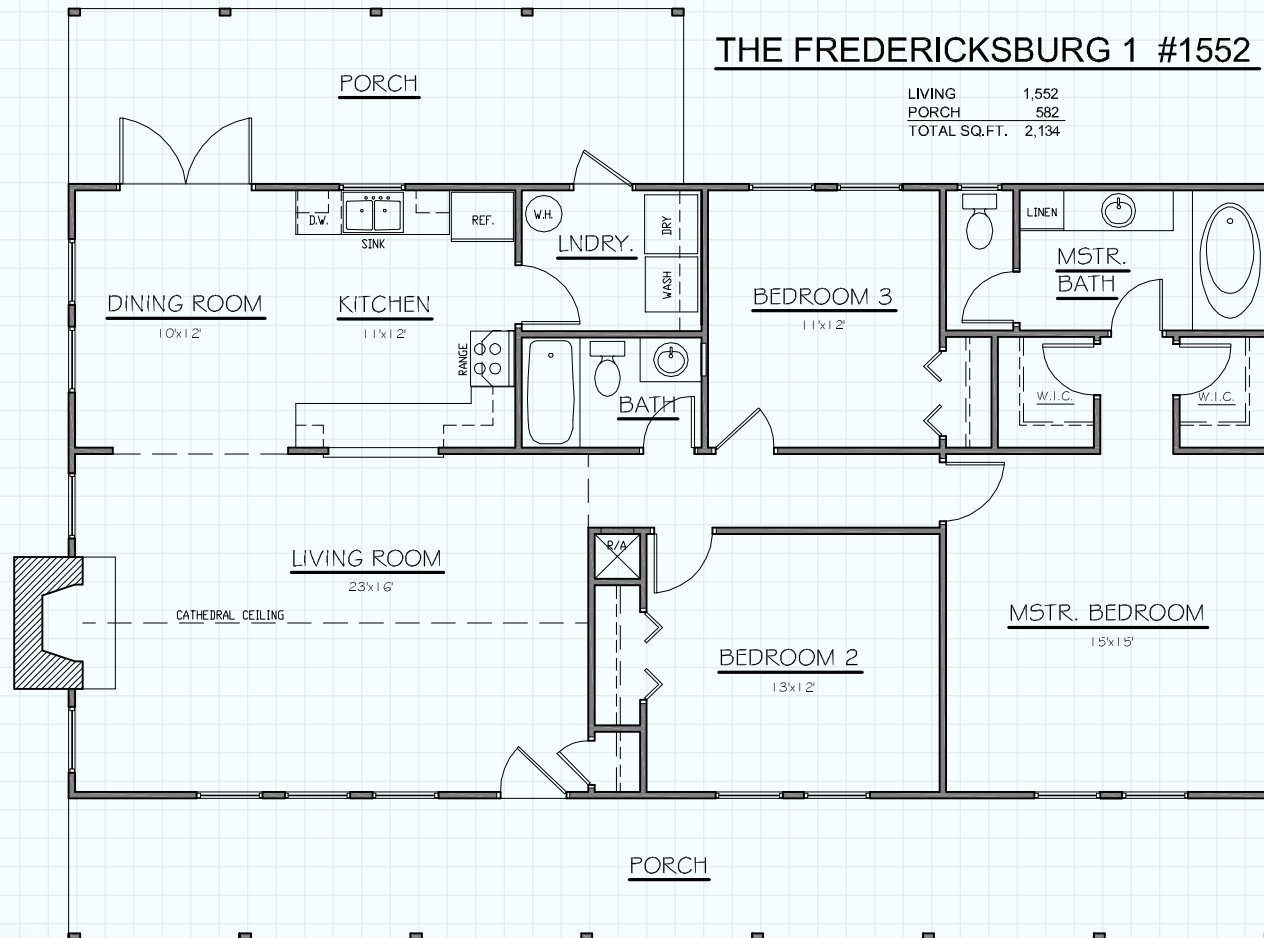 THE FREDERICKSBURG 1 #1552
LIVING 1,552
PORCH 582
TOTAL SQ.FT. 2,134
PORCH
D.W.
SINK
REF.
W.H.
LNDRY.
DRY
WASH
LINEN
MSTR.
BATH
DINING ROOM
10'x12'
KITCHEN
11'x12'
RANGE
BATH
BEDROOM 3
11'x12'
W.I.C.
W.I.C.
LIVING ROOM
23'x16'
CATHEDRAL CEILING
R/A
BEDROOM 2
13'x12'
MSTR. BEDROOM
15'x15'
PORCH